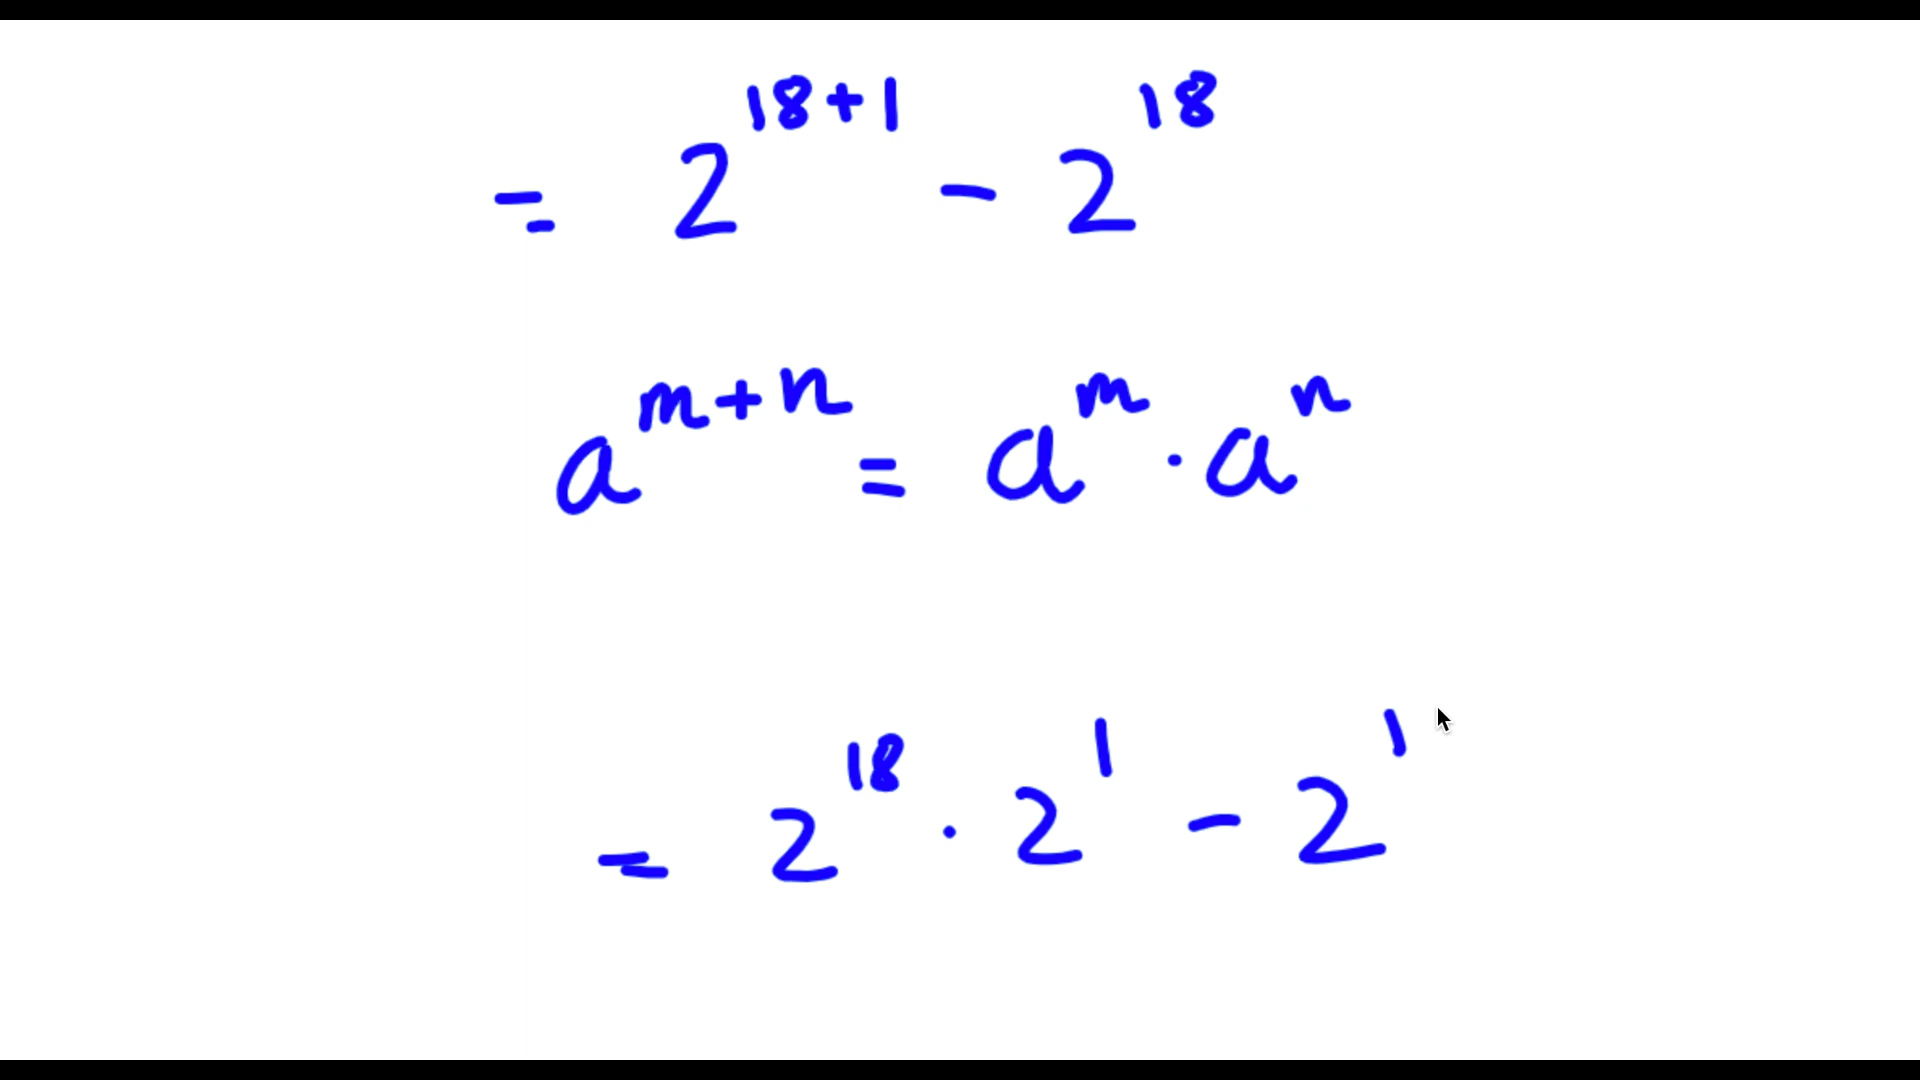 = 2^{18+1} - 2^{18}
a^{m+n} = a^m · a^n
= 2^{18} · 2^1 - 2^1